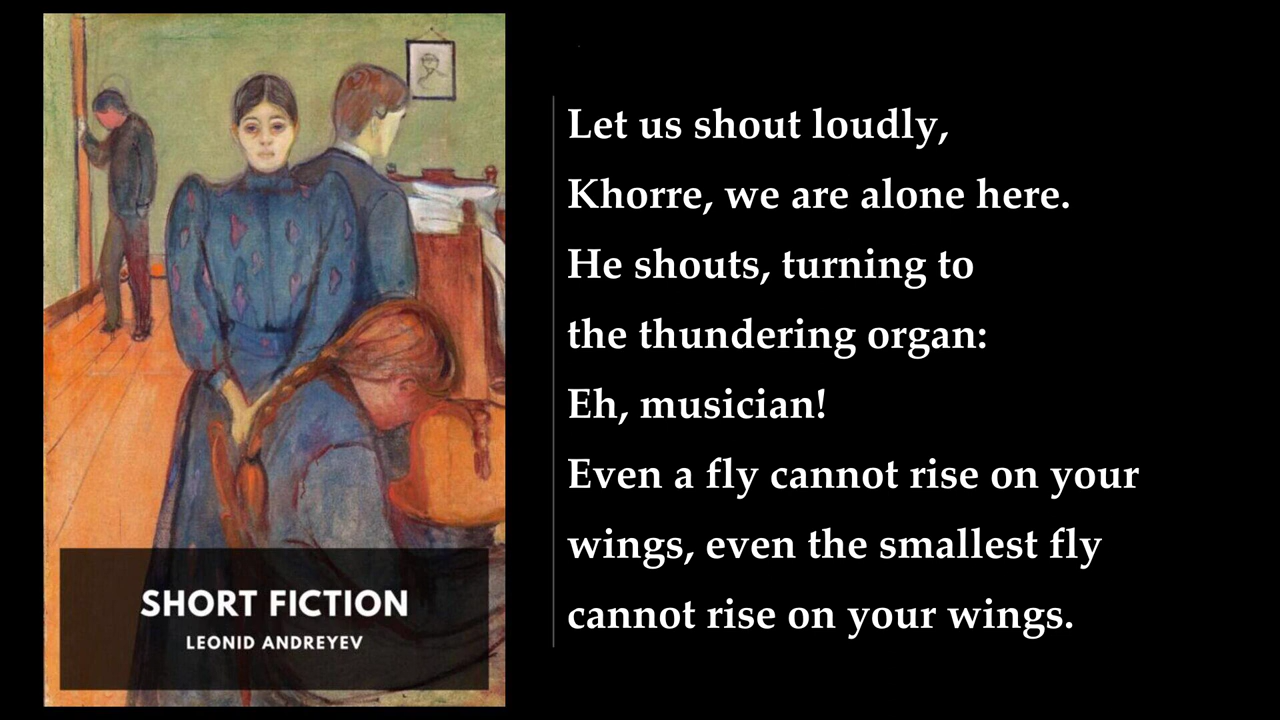 SHORT FICTION
LEONID ANDREYEV
Let us shout loudly,
Khorre, we are alone here.
He shouts, turning to
the thundering organ:
Eh, musician!
Even a fly cannot rise on your
wings, even the smallest fly
cannot rise on your wings.